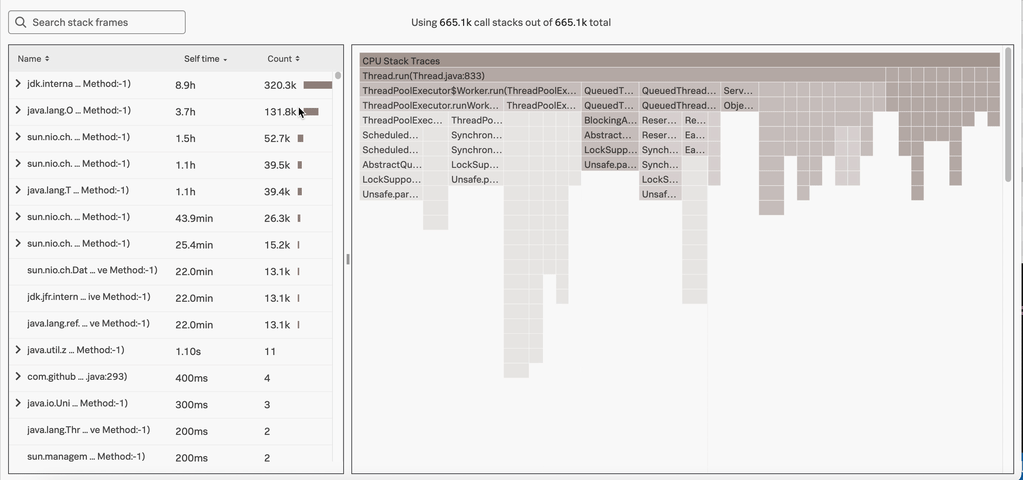 Search stack frames
Using 665.1k call stacks out of 665.1k total
Name Self time Count
jdk.interna ... Method:-1) 8.9h 320.3k
java.lang.O ... Method:-1) 3.7h 131.8k
sun.nio.ch. ... Method:-1) 1.5h 52.7k
sun.nio.ch. ... Method:-1) 1.1h 39.5k
java.lang.T ... Method:-1) 1.1h 39.4k
sun.nio.ch. ... Method:-1) 43.9min 26.3k
sun.nio.ch. ... Method:-1) 25.4min 15.2k
sun.nio.ch.Dat ... ve Method:-1) 22.0min 13.1k
jdk.jfr.intern ... ive Method:-1) 22.0min 13.1k
java.lang.ref. ... ve Method:-1) 22.0min 13.1k
java.util.z ... Method:-1) 1.10s 11
com.github ... .java:293) 400ms 4
java.io.Uni ... Method:-1) 300ms 3
java.lang.Thr ... ve Method:-1) 200ms 2
sun.managem ... Method:-1) 200ms 2
CPU Stack Traces
Thread.run(Thread.java:833)
ThreadPoolExecutor$Worker.run(ThreadPoolEx... QueuedT... QueuedThread... Serv...
ThreadPoolExecutor.runWork... ThreadPoolEx... QueuedT... QueuedThread... Obje...
ThreadPoolExec... ThreadPo... BlockingA... Reser... Re...
Scheduled... Synchron... Abstract... Reser... Ea...
Scheduled... Synchron... LockSupp... Synch... Ea...
AbstractQu... LockSup... Unsafe.pa... Synch...
LockSuppo... Unsafe.p... LockS...
Unsafe.par... Unsaf...